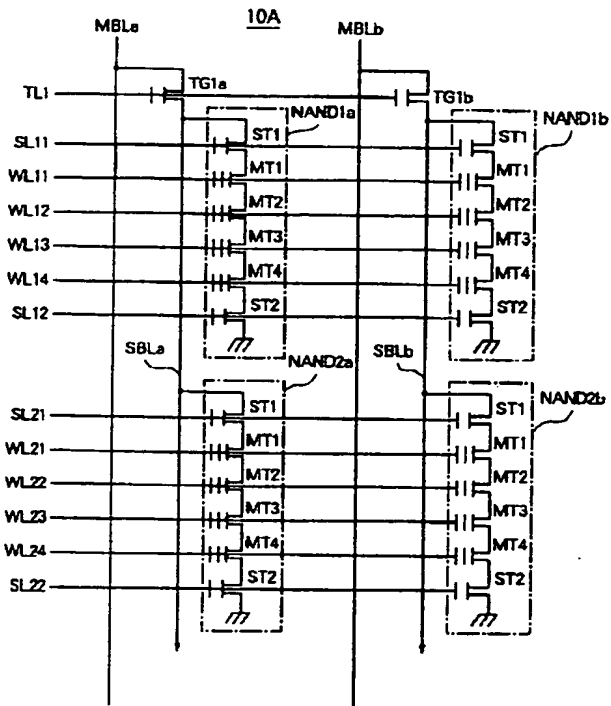 10A
MBLa MBLb
TL1 TG1a TG1b
NAND1a NAND1b
SL11 ST1 ST1
WL11 MT1 MT1
WL12 MT2 MT2
WL13 MT3 MT3
WL14 MT4 MT4
SL12 ST2 ST2
SBLa SBLb
NAND2a NAND2b
SL21 ST1 ST1
WL21 MT1 MT1
WL22 MT2 MT2
WL23 MT3 MT3
WL24 MT4 MT4
SL22 ST2 ST2